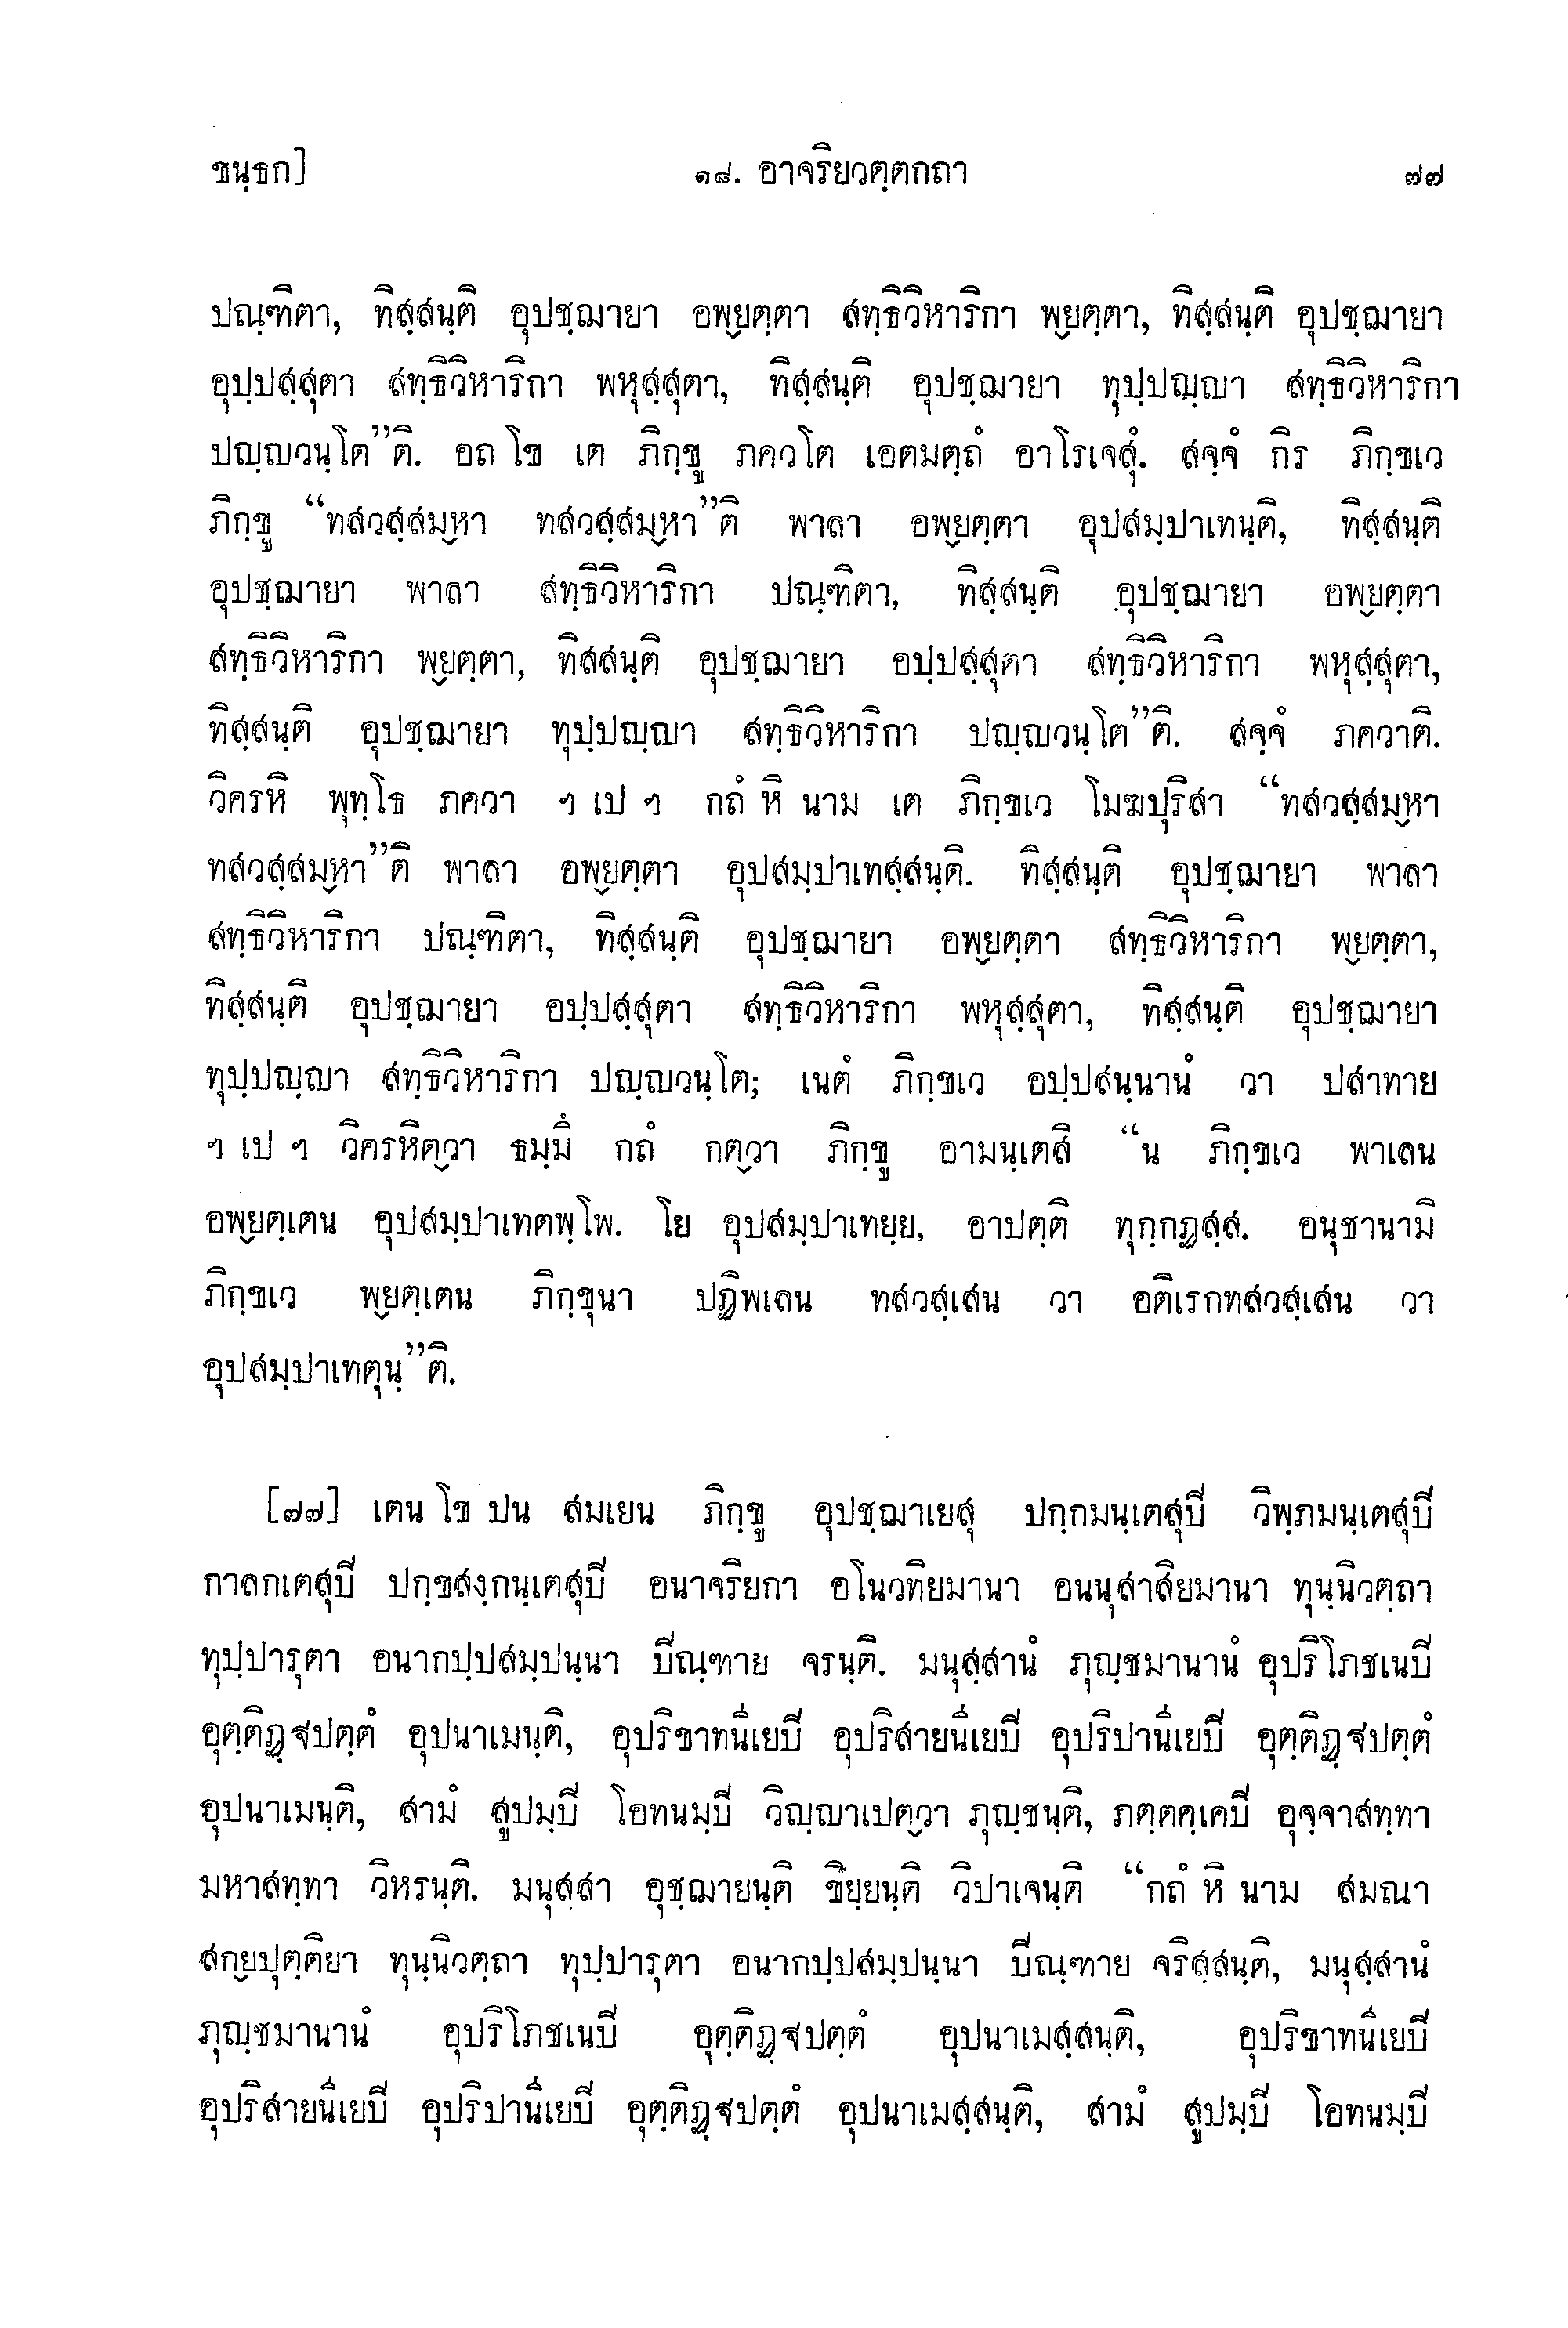 ขนฺธก] ๑๘. อาจริยวตฺตกถา ๗๗
ปณฺฑิตา, ทิสฺสนฺติ อุปชฺฌายา อพฺยตฺตา สทฺธิวิหาริกา พฺยตฺตา, ทิสฺสนฺติ อุปชฺฌายา
อุปฺปสฺสุตา สทฺธิวิหาริกา พหุสฺสุตา, ทิสฺสนฺติ อุปชฺฌายา ทุปฺปญฺญา สทฺธิวิหาริกา
ปญฺญวนฺโต”ติ. อถ โข เต ภิกฺขู ภควโต เอตมตฺถํ อาโรเจสุํ. สจฺจํ กิร ภิกฺขเว
ภิกฺขู “ทสวสฺสมฺหา ทสวสฺสมฺหา”ติ พาลา อพฺยตฺตา อุปสมฺปาเทนฺติ, ทิสฺสนฺติ
อุปชฺฌายา พาลา สทฺธิวิหาริกา ปณฺฑิตา, ทิสฺสนฺติ อุปชฺฌายา อพฺยตฺตา
สทฺธิวิหาริกา พฺยตฺตา, ทิสสนฺติ อุปชฺฌายา อปฺปสฺสุตา สทฺธิวิหาริกา พหุสฺสุตา,
ทิสฺสนฺติ อุปชฺฌายา ทุปฺปญฺญา สทฺธิวิหาริกา ปญฺญวนฺโต”ติ. สจฺจํ ภควาติ.
วิครหิ พุทฺโธ ภควา ฯ เป ฯ กถํ หิ นาม เต ภิกฺขเว โมฆปุริสา “ทสวสฺสมฺหา
ทสวสฺสมฺหา”ติ พาลา อพฺยตฺตา อุปสมฺปาเทสฺสนฺติ. ทิสฺสนฺติ อุปชฺฌายา พาลา
สทฺธิวิหาริกา ปณฺฑิตา, ทิสฺสนฺติ อุปชฺฌายา อพฺยตฺตา สทฺธิวิหาริกา พฺยตฺตา,
ทิสฺสนฺติ อุปชฺฌายา อปฺปสฺสุตา สทฺธิวิหาริกา พหุสฺสุตา, ทิสฺสนฺติ อุปชฺฌายา
ทุปฺปญฺญา สทฺธิวิหาริกา ปญฺญวนฺโต; เนตํ ภิกฺขเว อปฺปสนฺนานํ วา ปสาทาย
ฯ เป ฯ วิครหิตฺวา ธมฺมึ กถํ กตฺวา ภิกฺขู อามนฺเตสิ “น ภิกฺขเว พาเลน
อพฺยตฺเตน อุปสมฺปาเทตพฺโพ. โย อุปสมฺปาเทยฺย, อาปตฺติ ทุกฺกฏสฺส. อนุชานามิ
ภิกฺขเว พฺยตฺเตน ภิกฺขุนา ปฏิพเลน ทสวสฺเสน วา อติเรกทสวสฺเสน วา
อุปสมฺปาเทตุนฺ”ติ.
[๗๗] เตน โข ปน สมเยน ภิกฺขู อุปชฺฌาเยสุ ปกฺกมนฺเตสุปิ วิพฺภมนฺเตสุปิ
กาลกเตสุปิ ปกฺขสงฺกนฺเตสุปิ อนาจริยกา อโนวทิยมานา อนนุสาสิยมานา ทุนฺนิวตฺถา
ทุปฺปารุตา อนากปฺปสมฺปนฺนา ปิณฺฑาย จรนฺติ. มนุสฺสานํ ภุญฺชมานานํ อุปริโภชเนปิ
อุตฺติฏฺฐปตฺตํ อุปนาเมนฺติ, อุปริขาทนีเยปิ อุปริสายนีเยปิ อุปริปานีเยปิ อุตฺติฏฺฐปตฺตํ
อุปนาเมนฺติ, สามํ สูปมฺปิ โอทนมฺปิ วิญฺญาเปตฺวา ภุญฺชนฺติ, ภตฺตคฺเคปิ อุจฺจาสทฺทา
มหาสทฺทา วิหรนฺติ. มนุสฺสา อุชฺฌายนฺติ ขิยฺยนฺติ วิปาเจนฺติ “กถํ หิ นาม สมณา
สกฺยปุตฺติยา ทุนฺนิวตฺถา ทุปฺปารุตา อนากปฺปสมฺปนฺนา ปิณฺฑาย จริสฺสนฺติ, มนุสฺสานํ
ภุญฺชมานานํ อุปริโภชเนปิ อุตฺติฏฺฐปตฺตํ อุปนาเมสฺสนฺติ, อุปริขาทนีเยปิ
อุปริสายนีเยปิ อุปริปานีเยปิ อุตฺติฏฺฐปตฺตํ อุปนาเมสฺสนฺติ, สามํ สูปมฺปิ โอทนมฺปิ